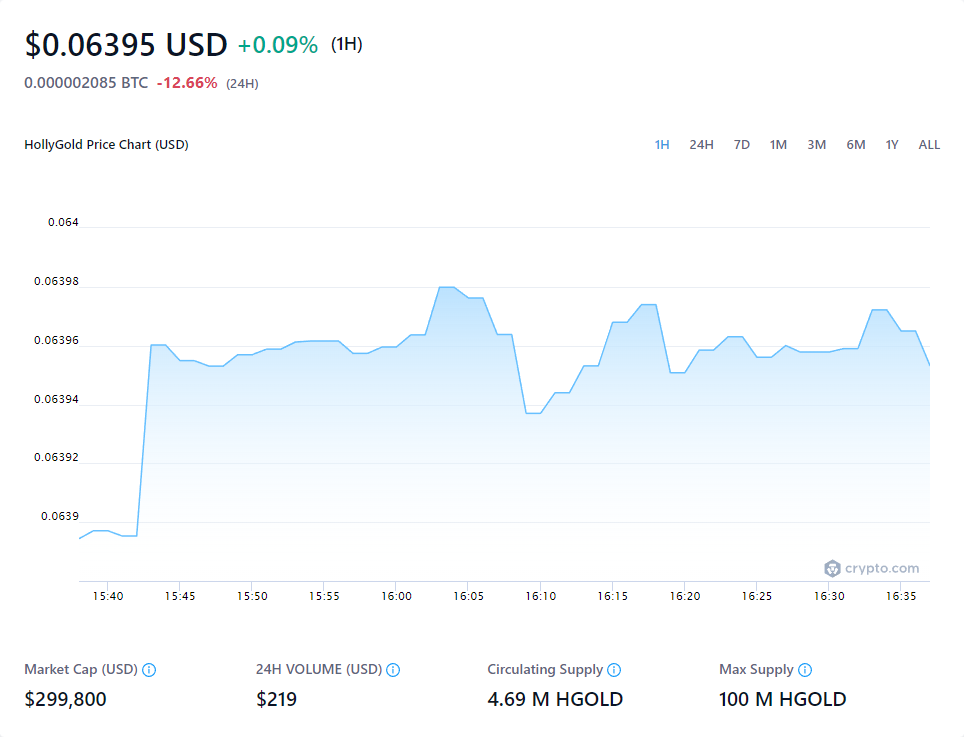 $0.06395 USD +0.09% (1H)
0.000002085 BTC -12.66% (24H)
HollyGold Price Chart (USD)
1H 24H 7D 1M 3M 6M 1Y ALL
0.064
0.06398
0.06396
0.06394
0.06392
0.0639
crypto.com
15:40 15:45 15:50 15:55 16:00 16:05 16:10 16:15 16:20 16:25 16:30 16:35
Market Cap (USD) 24H VOLUME (USD) Circulating Supply Max Supply
$299,800 $219 4.69 M HGOLD 100 M HGOLD